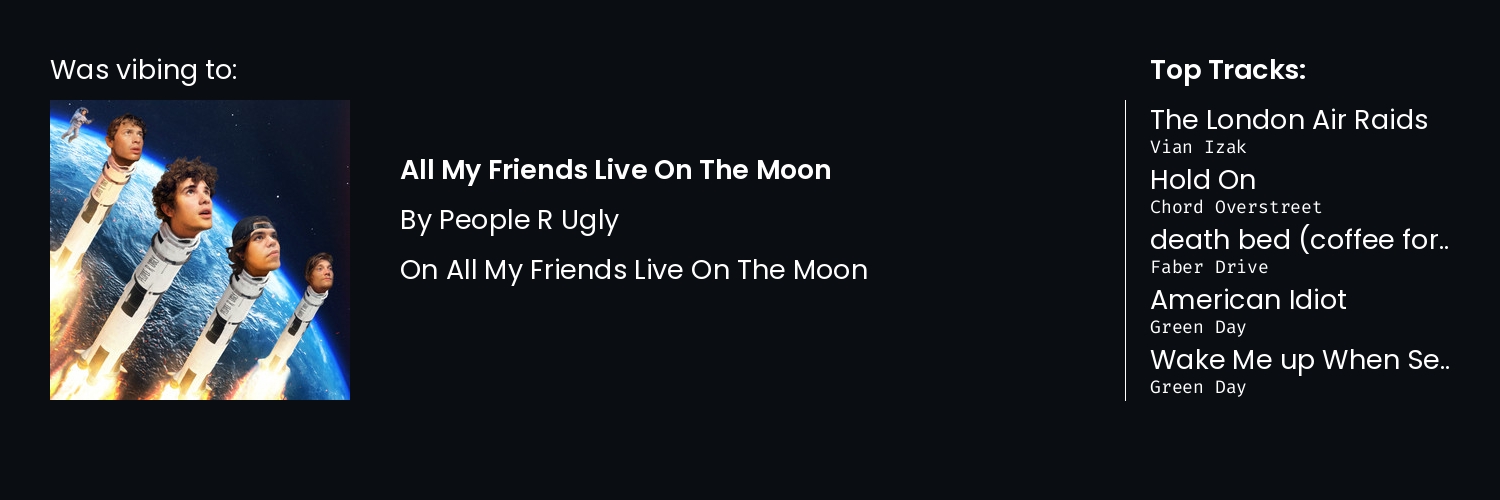 Was vibing to:
All My Friends Live On The Moon
By People R Ugly
On All My Friends Live On The Moon
Top Tracks:
The London Air Raids
Vian Izak
Hold On
Chord Overstreet
death bed (coffee for..
Faber Drive
American Idiot
Green Day
Wake Me up When Se..
Green Day